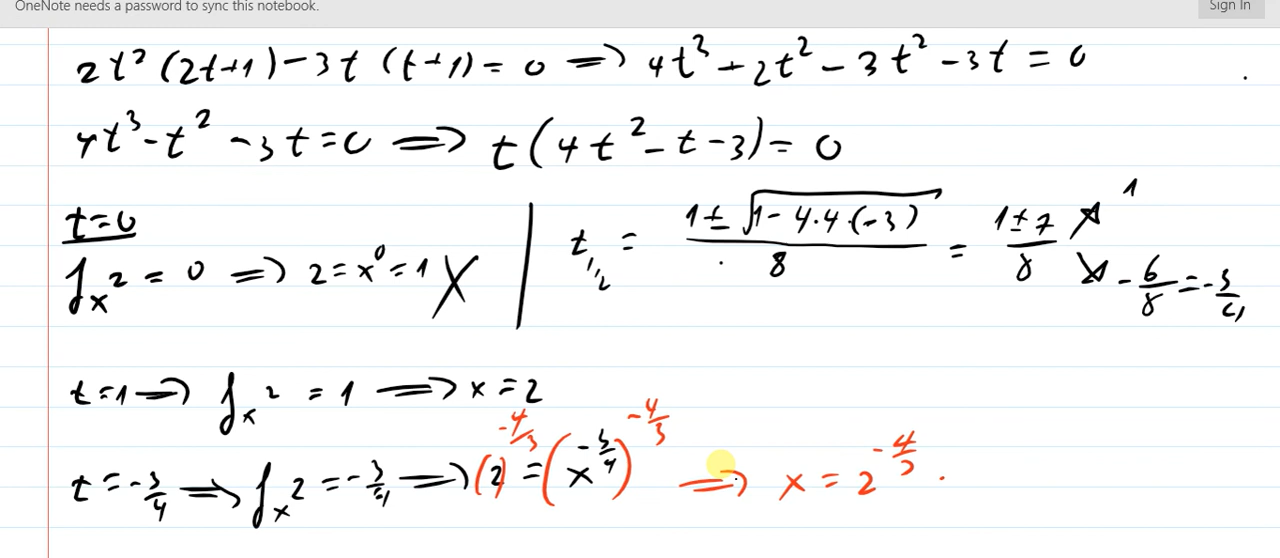 OneNote needs a password to sync this notebook. Sign In
2t²(2t+1)-3t(t+1)=0 => 4t³+2t²-3t²-3t=0
4t³-t²-3t=0 => t(4t²-t-3)=0
t=0
logₓ2=0 => 2=x⁰=1 X | t₁,₂ = (1±√(1-4·4·(-3)))/8 = (1±7)/8 ↗ 1 ↘ -6/8=-3/4
t=1 => logₓ2=1 => x=2
t=-3/4 => logₓ2=-3/4 => (2)^(-4/3)=(x^(-3/4))^(-4/3) => x=2^(-4/3).